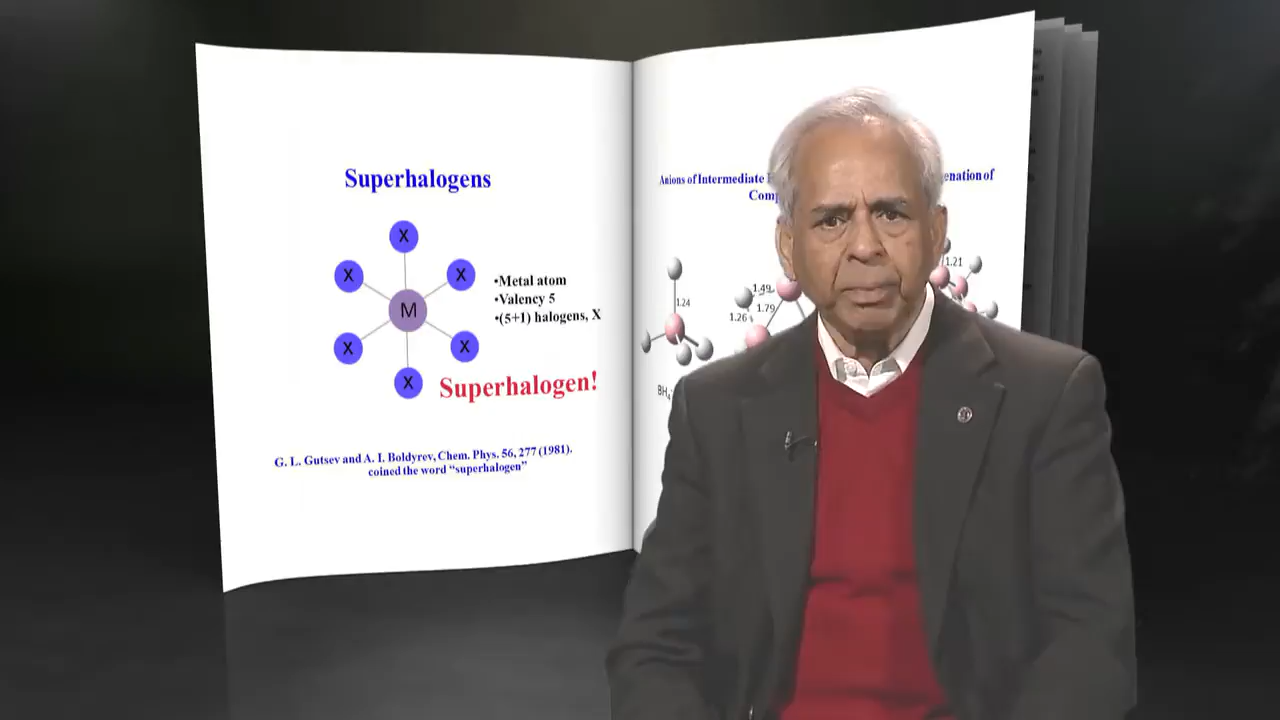 Superhalogens
X
X
X
M
X
X
X
•Metal atom
•Valency 5
•(5+1) halogens, X
Superhalogen!
G. L. Gutsev and A. I. Boldyrev, Chem. Phys. 56, 277 (1981).
coined the word “superhalogen”
Anions of Intermediate
enation of
Comp
1.24
1.49
1.79
1.26
1.21
BH4